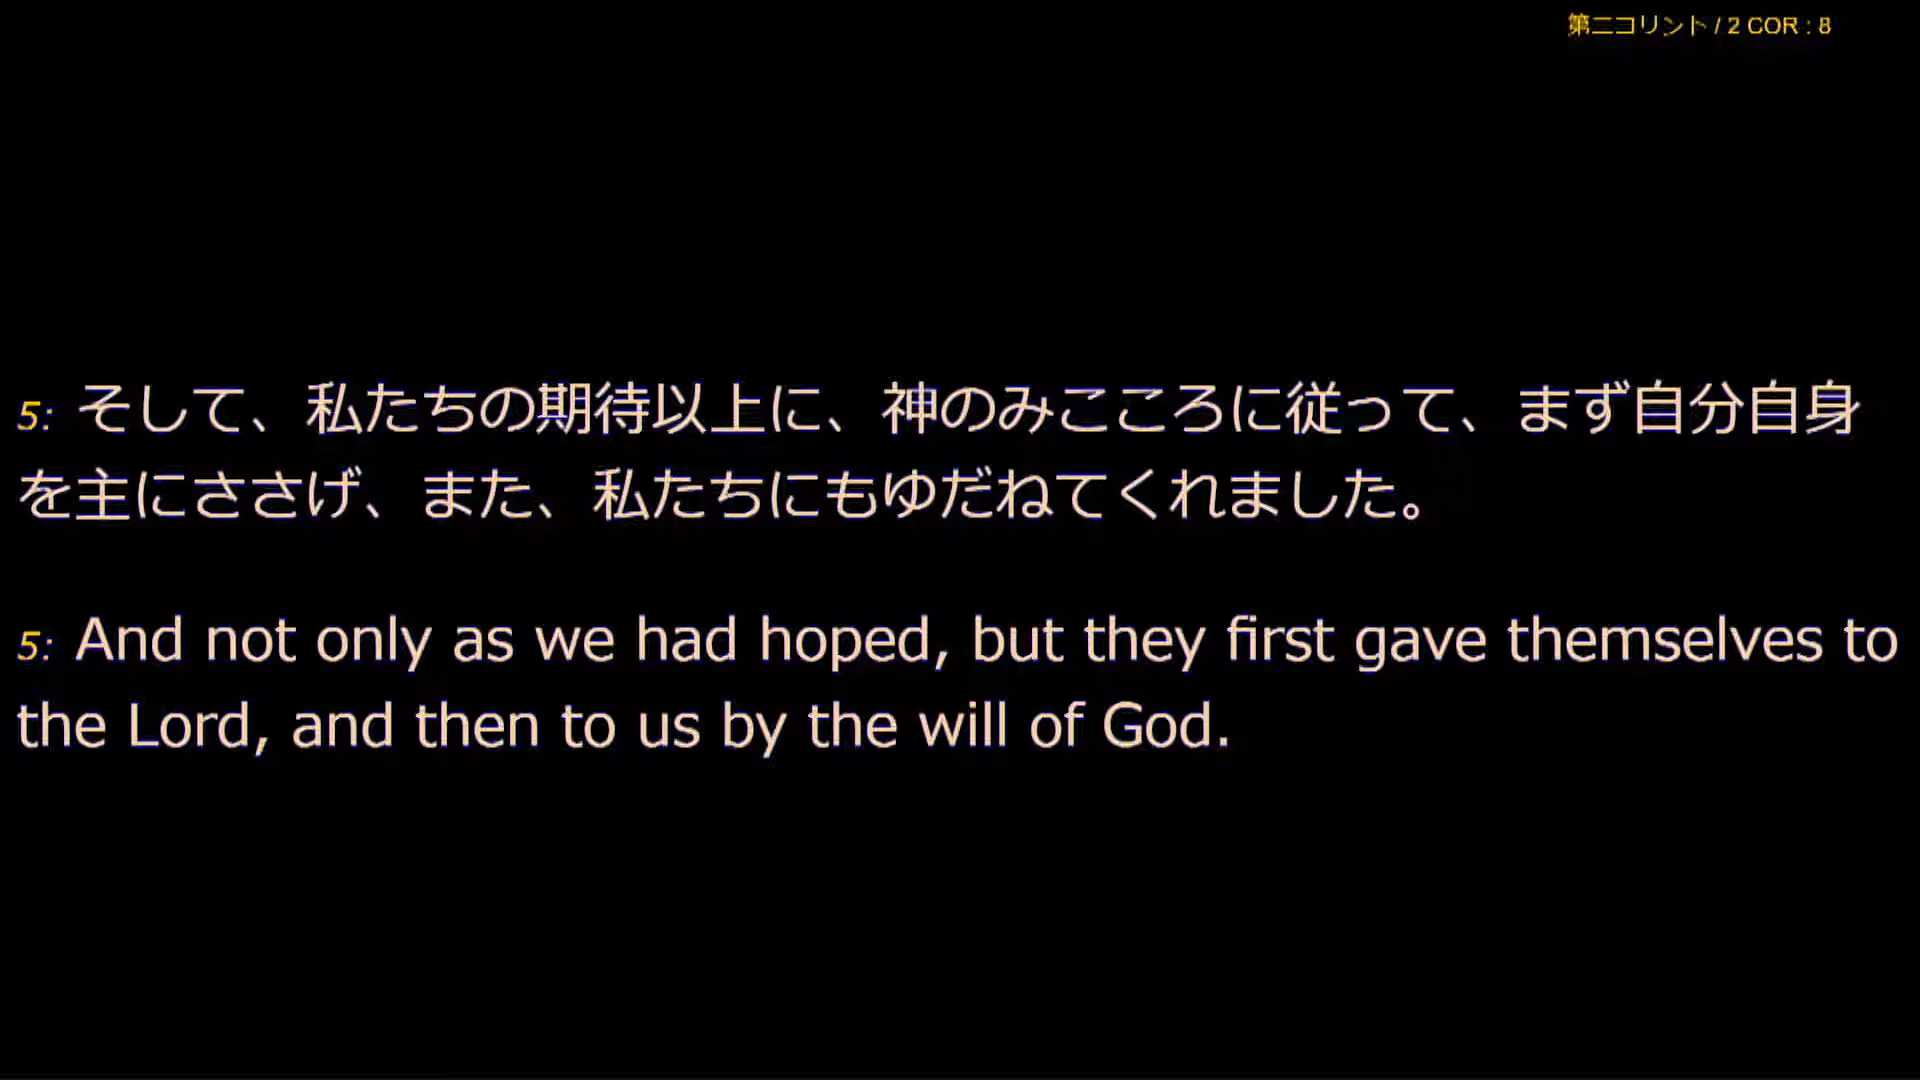 第二コリント / 2 COR : 8
5: そして、私たちの期待以上に、神のみこころに従って、まず自分自身
を主にささげ、また、私たちにもゆだねてくれました。
5: And not only as we had hoped, but they first gave themselves to
the Lord, and then to us by the will of God.